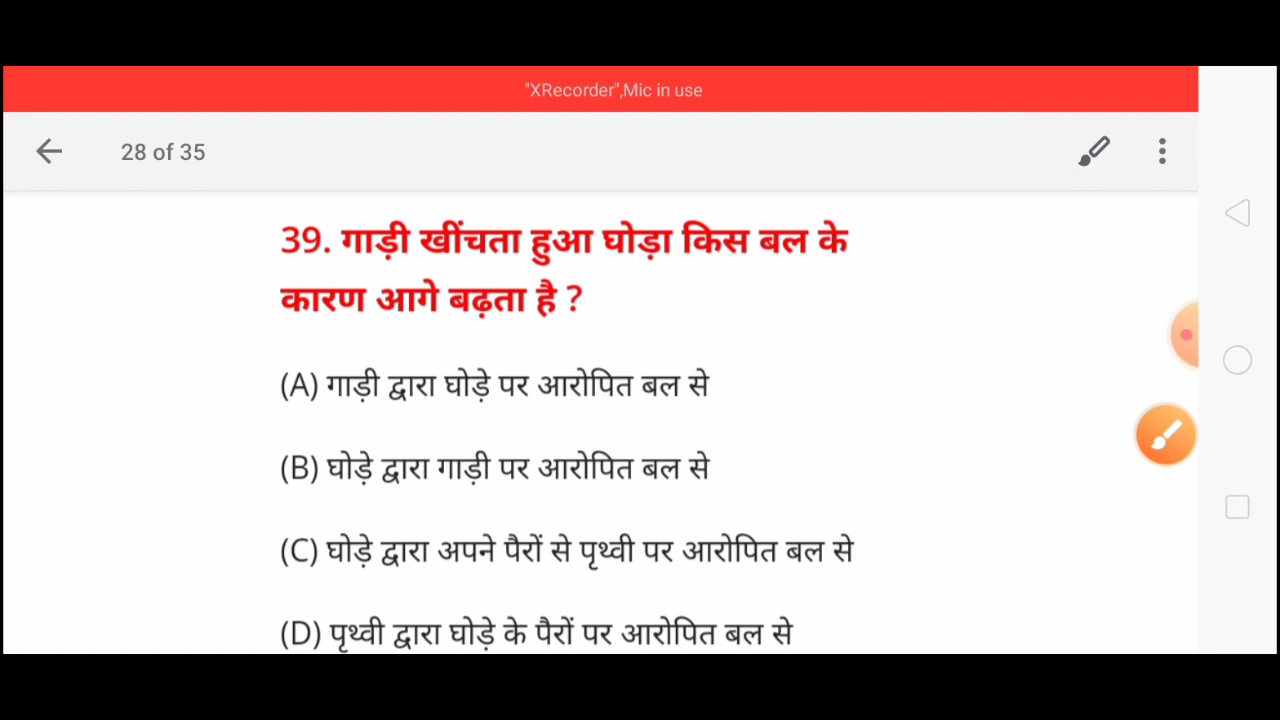 "XRecorder",Mic in use
28 of 35
39. गाड़ी खींचता हुआ घोड़ा किस बल के
कारण आगे बढ़ता है ?
(A) गाड़ी द्वारा घोड़े पर आरोपित बल से
(B) घोड़े द्वारा गाड़ी पर आरोपित बल से
(C) घोड़े द्वारा अपने पैरों से पृथ्वी पर आरोपित बल से
(D) पृथ्वी द्वारा घोड़े के पैरों पर आरोपित बल से